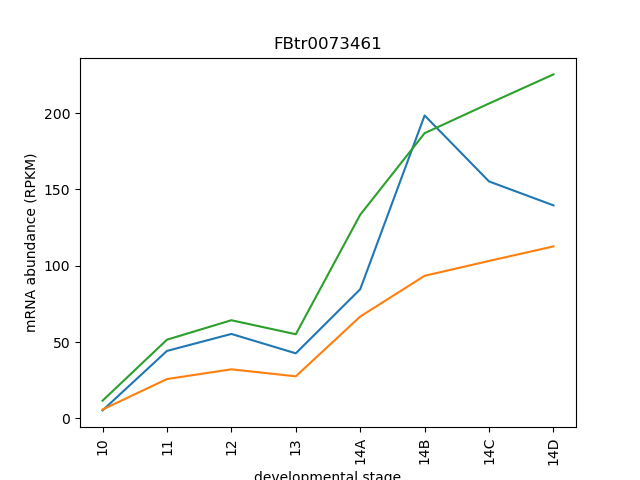 FBtr0073461
mRNA abundance (RPKM)
200
150
100
50
0
10 11 12 13 14A 14B 14C 14D
developmental stage